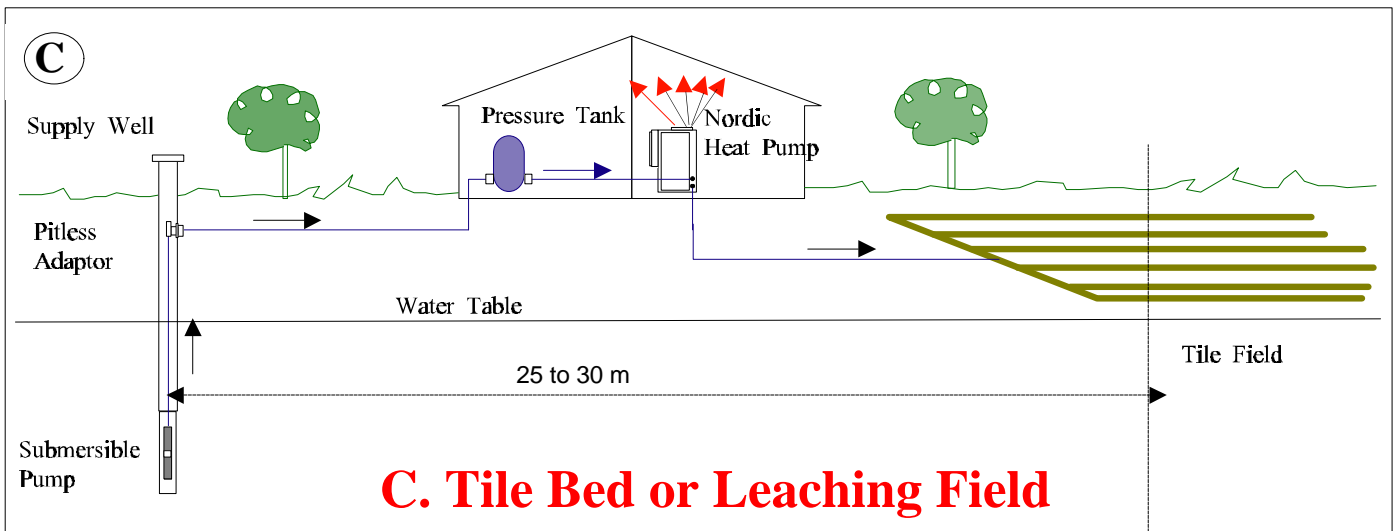 C
Supply Well
Pressure Tank
Nordic
Heat Pump
Pitless
Adaptor
Water Table
Tile Field
25 to 30 m
Submersible
Pump
C. Tile Bed or Leaching Field